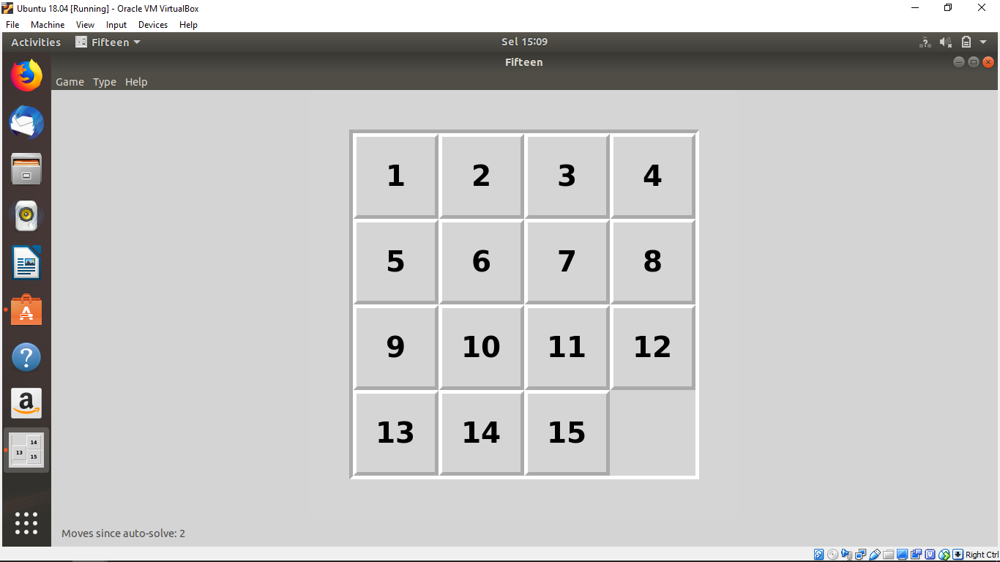 Ubuntu 18.04 [Running] - Oracle VM VirtualBox
File Machine View Input Devices Help
Activities Fifteen Sel 15:09
Fifteen
Game Type Help
1 2 3 4
5 6 7 8
9 10 11 12
13 14 15
A
?
a
14
13
15
Moves since auto-solve: 2
Right Ctrl